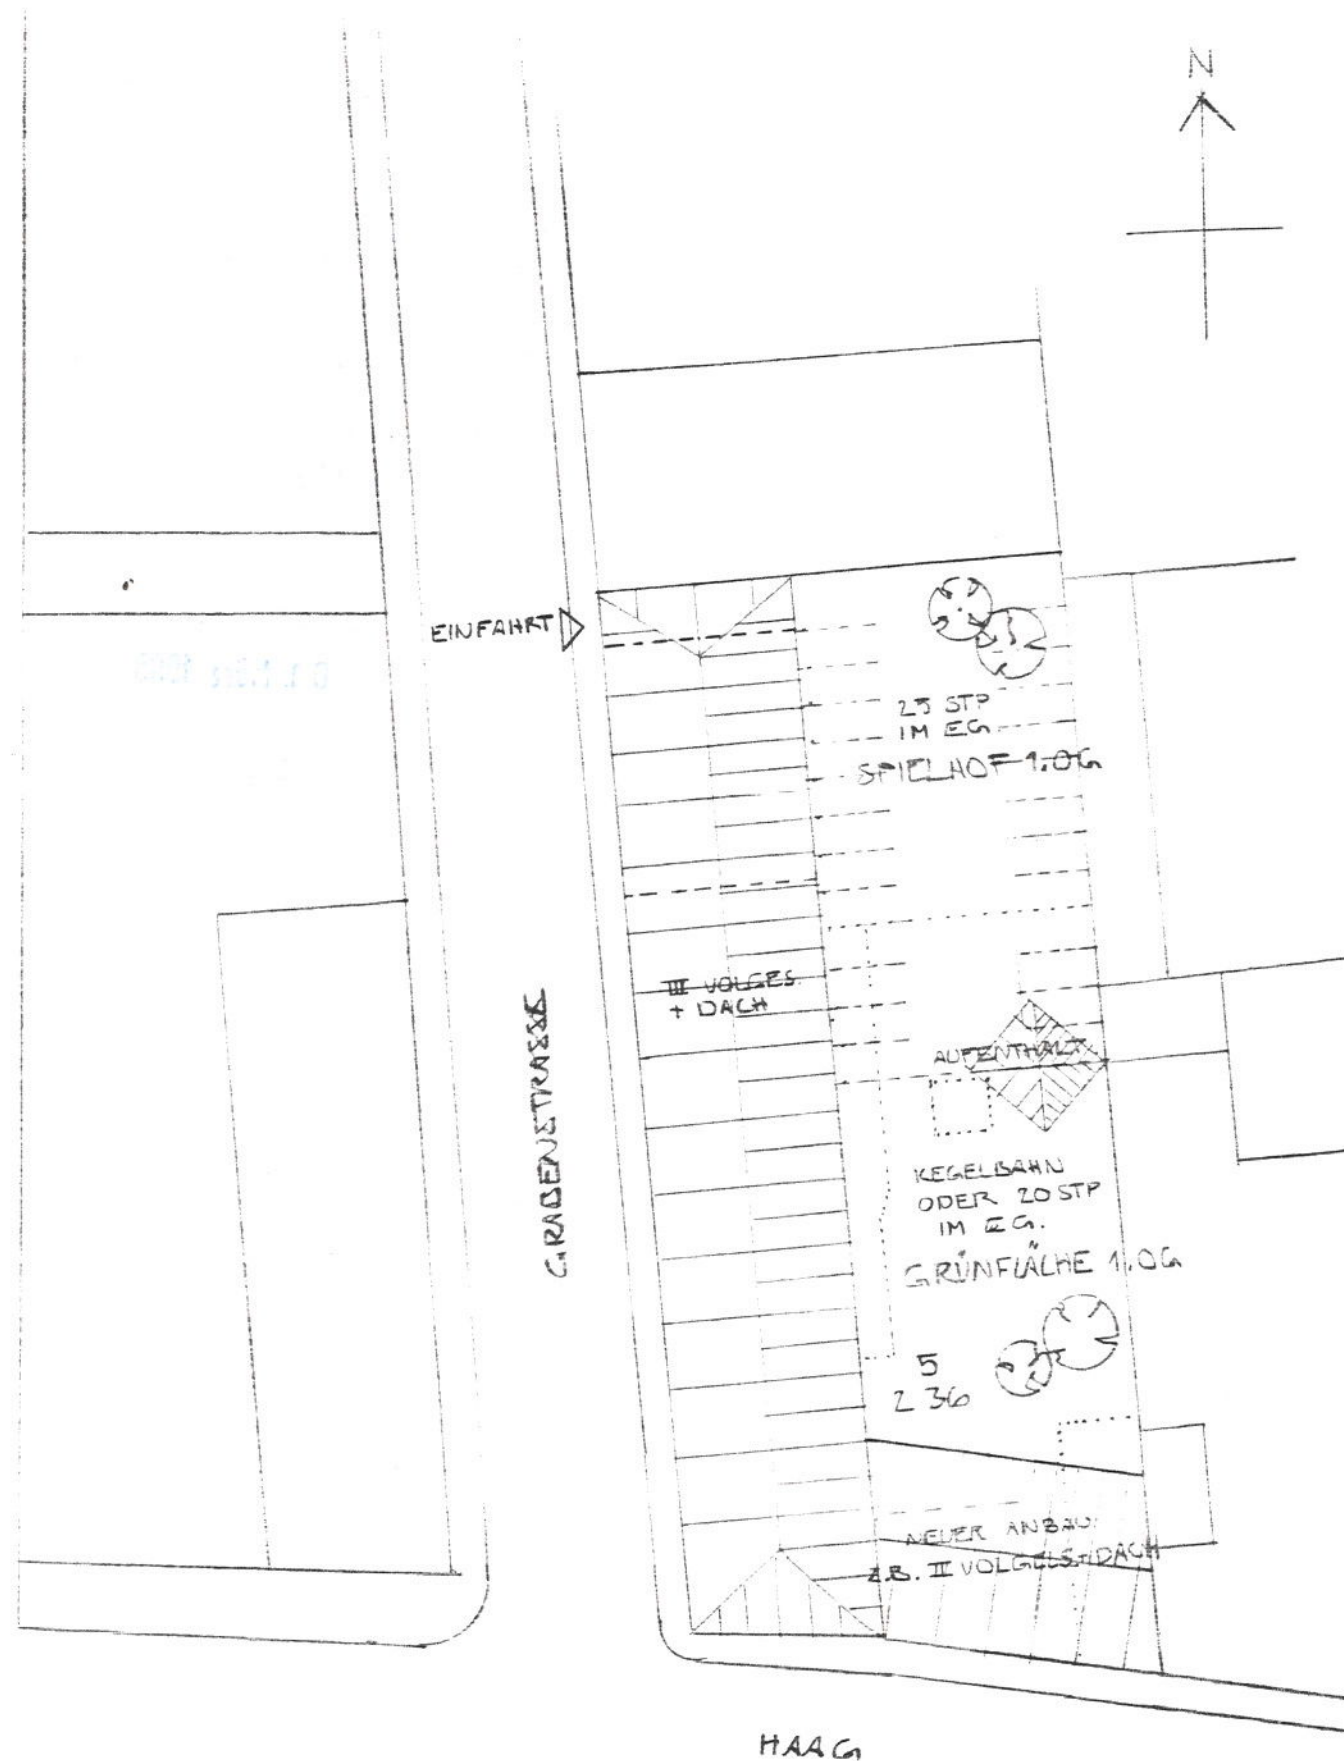 N
EINFAHRT
25 STP
IM EG.
SPIELHOF 1.OG
III VOLGES.
+ DACH
GRABENSTRASSE
AUFENTHALT
KEGELBAHN
ODER 20 STP
IM EG.
GRÜNFLÄCHE 1.OG
5
236
NEUER ANBAU
Z.B. II VOLGES+DACH
HAAG